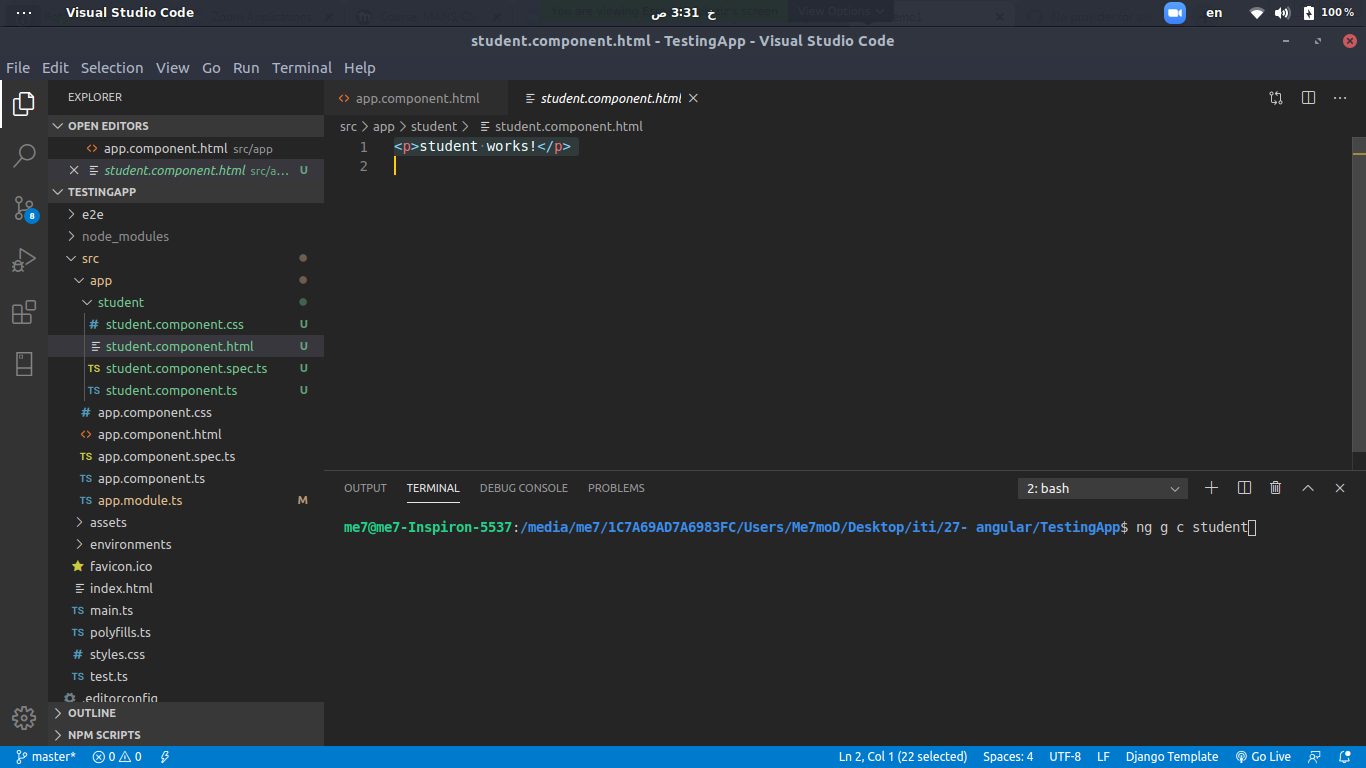 Visual Studio Code
خ 3:31 ص
en
100 %
student.component.html - TestingApp - Visual Studio Code
File Edit Selection View Go Run Terminal Help
EXPLORER
OPEN EDITORS
app.component.html src/app
student.component.html src/a... U
TESTINGAPP
e2e
node_modules
src
app
student
student.component.css U
student.component.html U
TS student.component.spec.ts U
TS student.component.ts U
app.component.css
app.component.html
TS app.component.spec.ts
TS app.component.ts
TS app.module.ts M
assets
environments
favicon.ico
index.html
TS main.ts
TS polyfills.ts
styles.css
TS test.ts
.editorconfig
OUTLINE
NPM SCRIPTS
8
app.component.html
student.component.html
src > app > student > student.component.html
1 <p>student works!</p>
2
OUTPUT TERMINAL DEBUG CONSOLE PROBLEMS
2: bash
me7@me7-Inspiron-5537:/media/me7/1C7A69AD7A6983FC/Users/Me7moD/Desktop/iti/27- angular/TestingApp$ ng g c student
master* 0 0 Ln 2, Col 1 (22 selected) Spaces: 4 UTF-8 LF Django Template Go Live